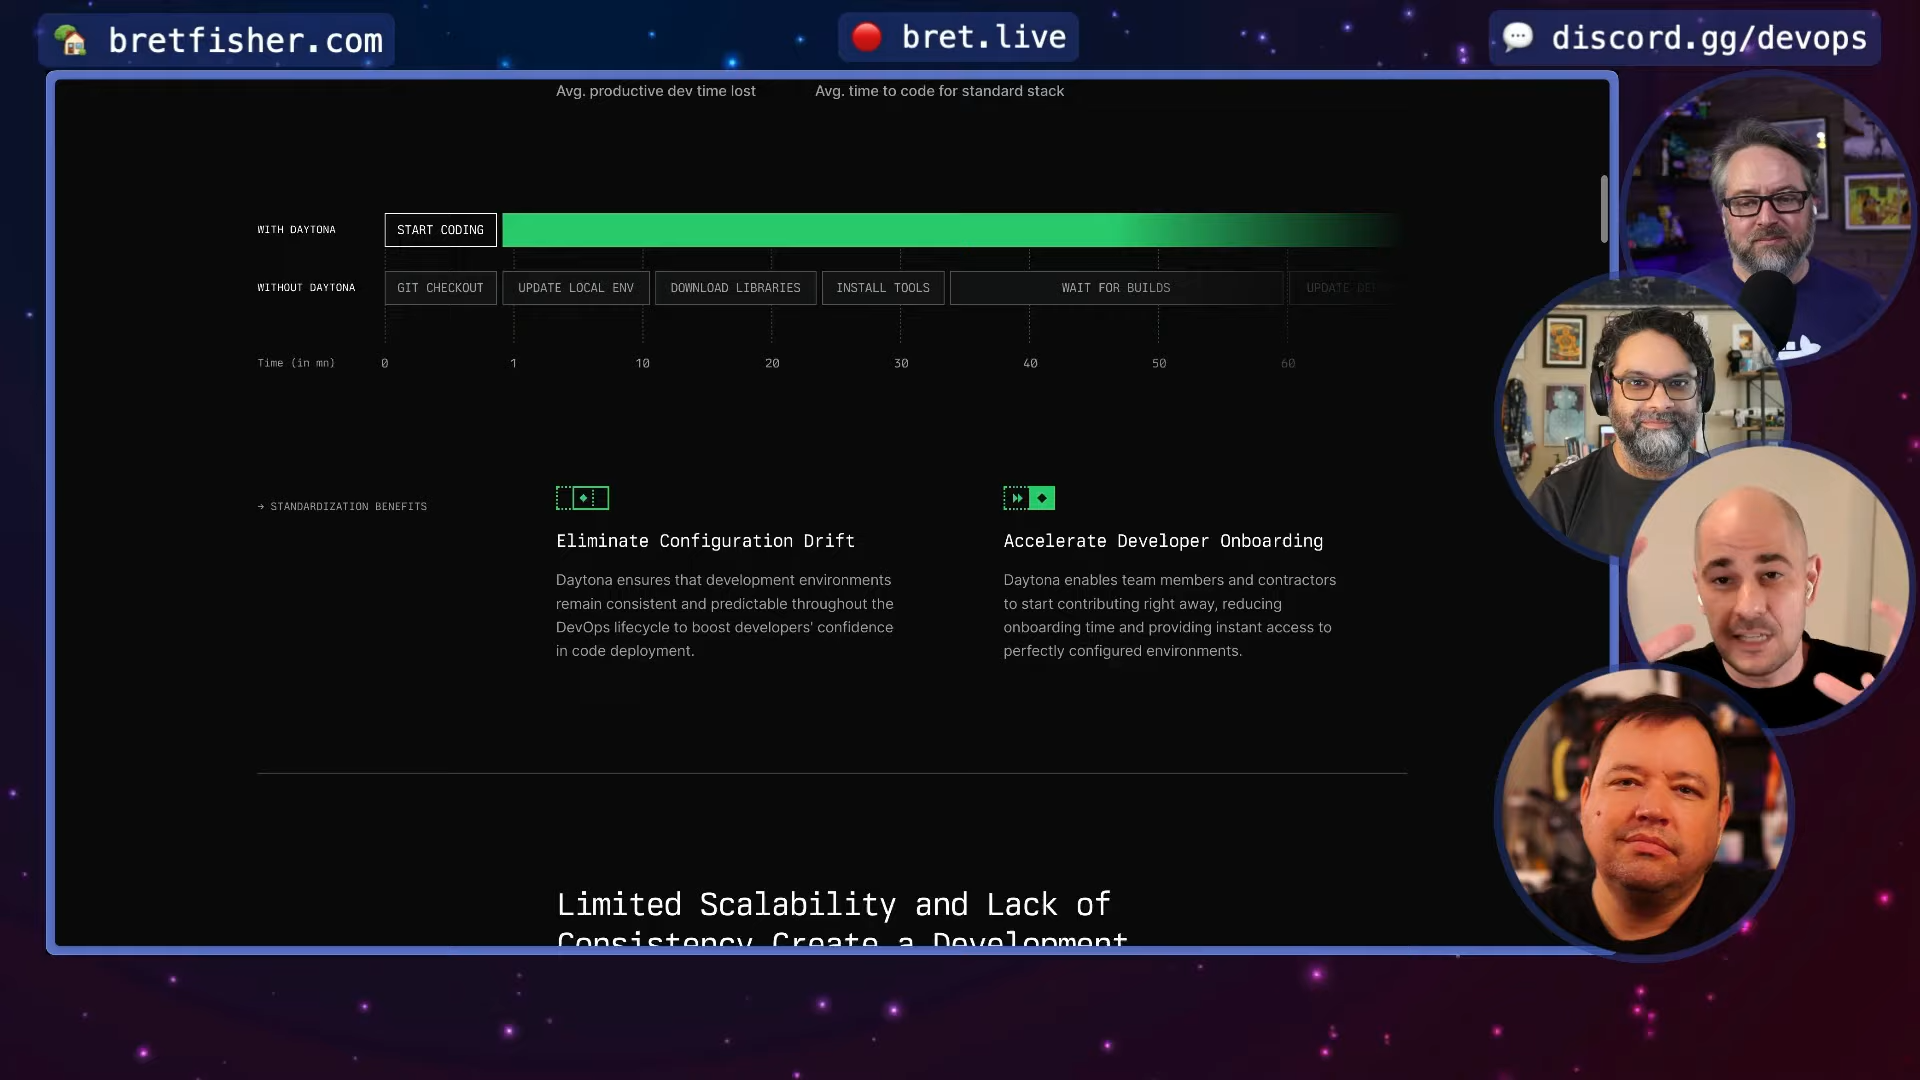 bretfisher.com
bret.live
discord.gg/devops
Avg. productive dev time lost
Avg. time to code for standard stack
WITH DAYTONA
START CODING
WITHOUT DAYTONA
GIT CHECKOUT
UPDATE LOCAL ENV
DOWNLOAD LIBRARIES
INSTALL TOOLS
WAIT FOR BUILDS
UPDATE
Time (in mn)
0
1
10
20
30
40
50
60
→ STANDARDIZATION BENEFITS
Eliminate Configuration Drift
Daytona ensures that development environments
remain consistent and predictable throughout the
DevOps lifecycle to boost developers' confidence
in code deployment.
Accelerate Developer Onboarding
Daytona enables team members and contractors
to start contributing right away, reducing
onboarding time and providing instant access to
perfectly configured environments.
Limited Scalability and Lack of
Consistency Create a Development